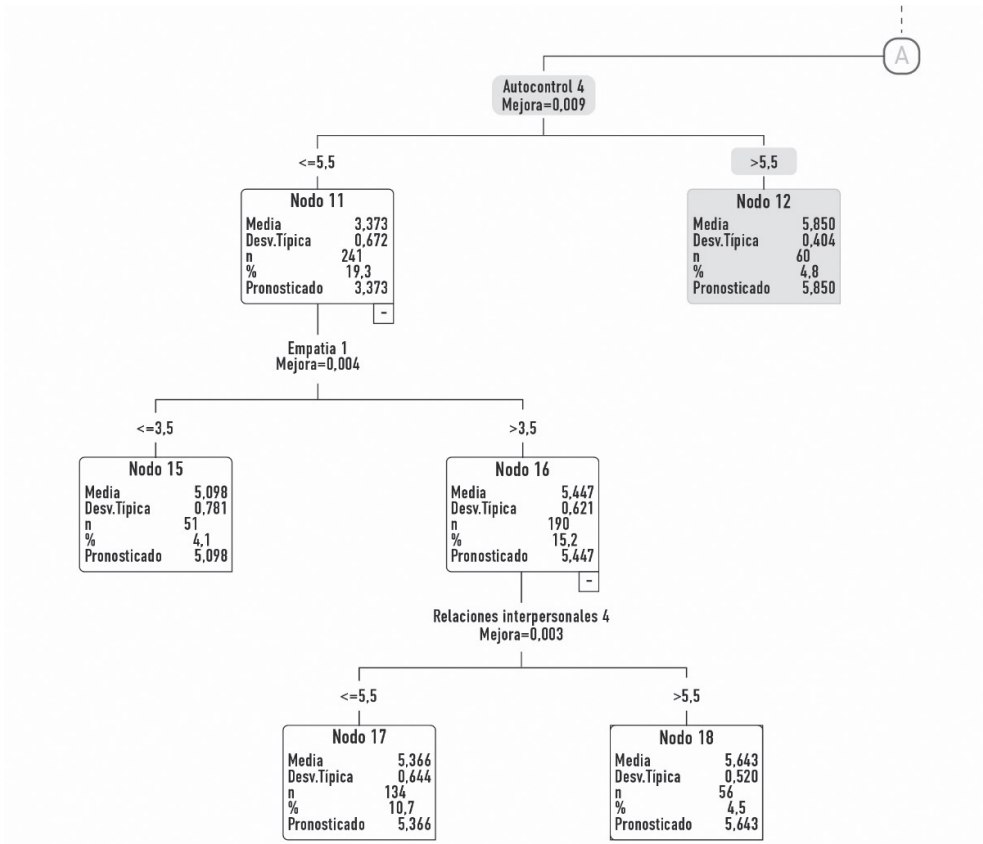 A
Autocontrol 4
Mejora=0,009
<=5,5
>5,5
Nodo 11
Media 3,373
Desv.Típica 0,672
n 241
% 19,3
Pronosticado 3,373
-
Nodo 12
Media 5,850
Desv.Típica 0,404
n 60
% 4,8
Pronosticado 5,850
Empatia 1
Mejora=0,004
<=3,5
>3,5
Nodo 15
Media 5,098
Desv.Típica 0,781
n 51
% 4,1
Pronosticado 5,098
Nodo 16
Media 5,447
Desv.Típica 0,621
n 190
% 15,2
Pronosticado 5,447
-
Relaciones interpersonales 4
Mejora=0,003
<=5,5
>5,5
Nodo 17
Media 5,366
Desv.Típica 0,644
n 134
% 10,7
Pronosticado 5,366
Nodo 18
Media 5,643
Desv.Típica 0,520
n 56
% 4,5
Pronosticado 5,643